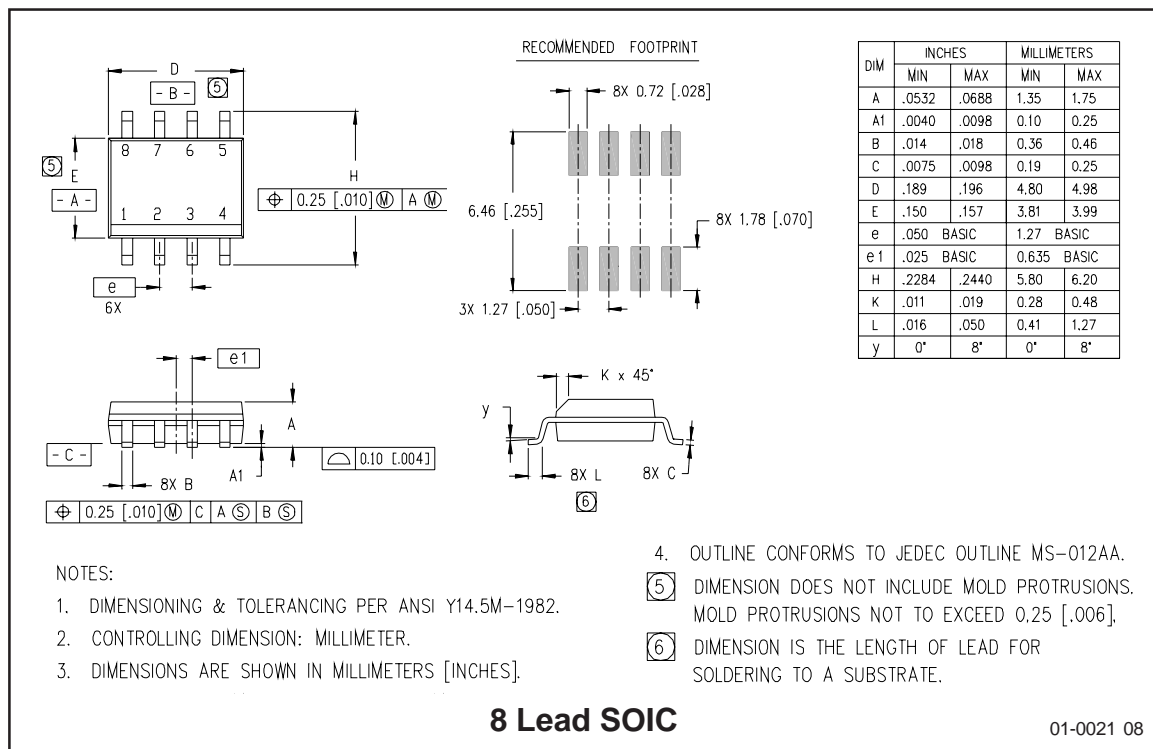 RECOMMENDED FOOTPRINT
D
- B -
5
8 7 6 5
5
E
- A -
1 2 3 4
H
⌖ 0.25 [.010] Ⓜ A Ⓜ
e
6X
8X 0.72 [.028]
6.46 [.255]
8X 1.78 [.070]
3X 1.27 [.050]
DIM INCHES MILLIMETERS
MIN MAX MIN MAX
A .0532 .0688 1.35 1.75
A1 .0040 .0098 0.10 0.25
B .014 .018 0.36 0.46
C .0075 .0098 0.19 0.25
D .189 .196 4.80 4.98
E .150 .157 3.81 3.99
e .050 BASIC 1.27 BASIC
e1 .025 BASIC 0.635 BASIC
H .2284 .2440 5.80 6.20
K .011 .019 0.28 0.48
L .016 .050 0.41 1.27
y 0° 8° 0° 8°
e1
A
- C -
8X B
A1
⌓ 0.10 [.004]
⌖ 0.25 [.010] Ⓜ C A Ⓢ B Ⓢ
K x 45°
y
8X L
6
8X C
NOTES:
1. DIMENSIONING & TOLERANCING PER ANSI Y14.5M-1982.
2. CONTROLLING DIMENSION: MILLIMETER.
3. DIMENSIONS ARE SHOWN IN MILLIMETERS [INCHES].
4. OUTLINE CONFORMS TO JEDEC OUTLINE MS-012AA.
5 DIMENSION DOES NOT INCLUDE MOLD PROTRUSIONS.
MOLD PROTRUSIONS NOT TO EXCEED 0.25 [.006].
6 DIMENSION IS THE LENGTH OF LEAD FOR
SOLDERING TO A SUBSTRATE.
8 Lead SOIC
01-0021 08